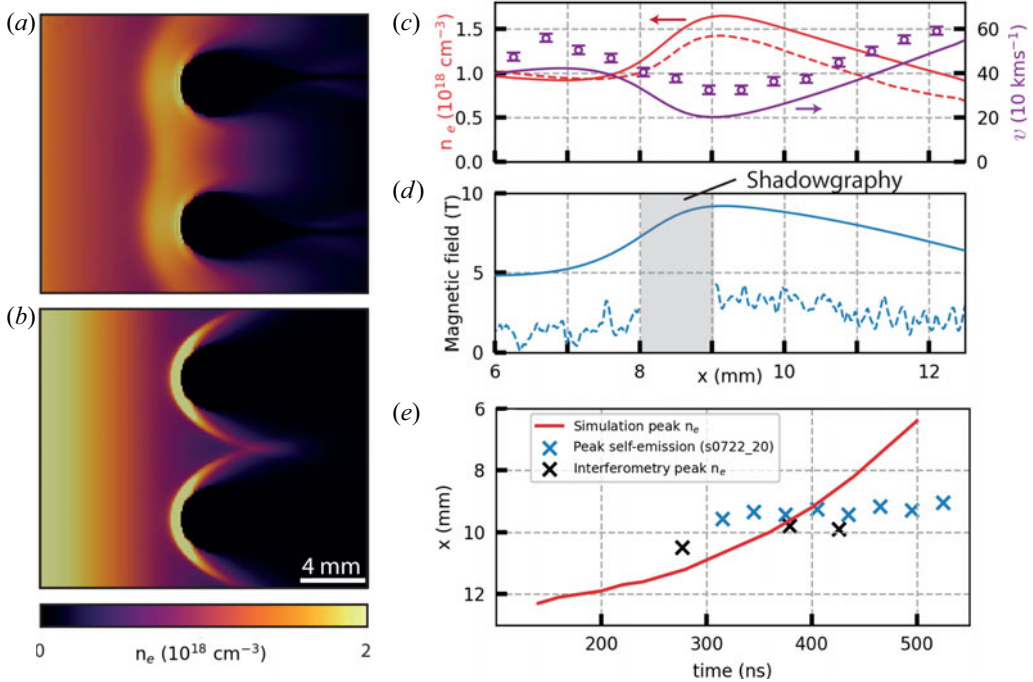 (a)
(b)
4 mm
0
2
n_e (10^18 cm^-3)
(c)
1.5
1.0
0.5
0.0
n_e (10^18 cm^-3)
60
40
20
0
v (10 kms^-1)
(d)
Shadowgraphy
10
5
0
Magnetic field (T)
6
8
10
12
x (mm)
(e)
6
8
10
12
x (mm)
Simulation peak n_e
Peak self-emission (s0722_20)
Interferometry peak n_e
200
300
400
500
time (ns)